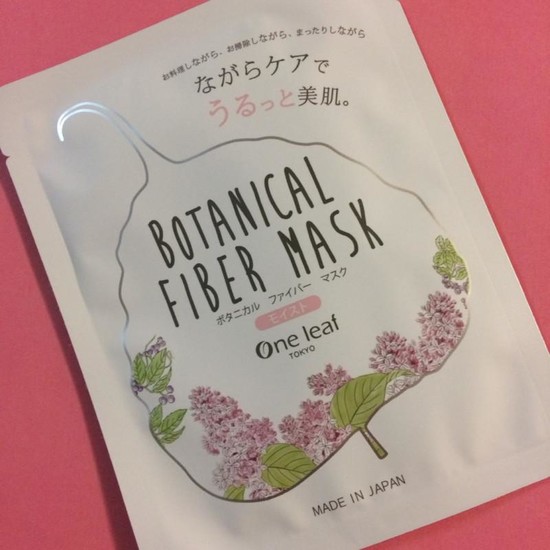 お料理しながら、お掃除しながら、まったりしながら
ながらケアで
うるっと美肌。
BOTANICAL
FIBER MASK
ボタニカル ファイバー マスク
モイスト
One leaf
TOKYO
MADE IN JAPAN